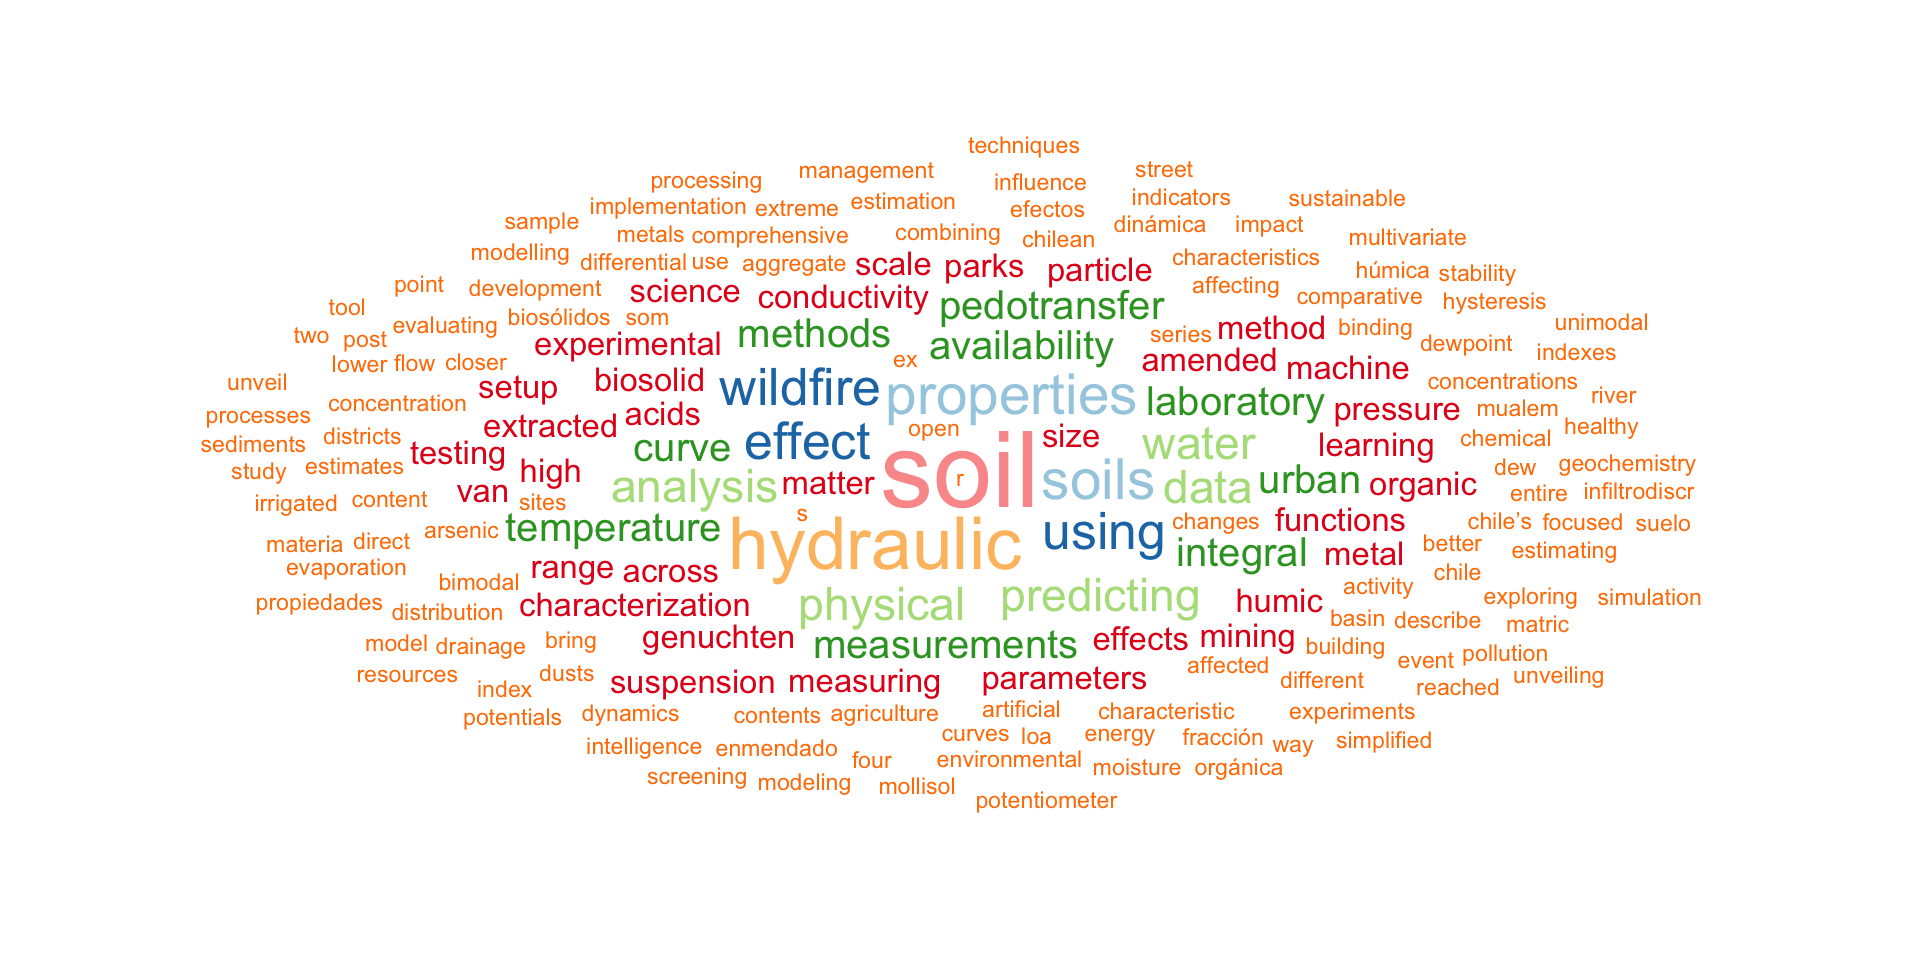 techniques
management
street
processing
influence
indicators
sustainable
implementation
extreme
estimation
efectos
sample
dinámica
impact
metals
comprehensive
combining
chilean
multivariate
modelling
differential
use
aggregate
scale
parks
particle
characteristics
húmica
stability
point
development
science
conductivity
pedotransfer
affecting
comparative
hysteresis
tool
biosólidos
som
two
post
evaluating
experimental
methods
availability
series
method
binding
unimodal
dewpoint
lower
flow
closer
ex
amended
machine
indexes
unveil
setup
biosolid
wildfire
properties
laboratory
pressure
concentrations
river
processes
concentration
extracted
acids
mualem
healthy
sediments
districts
testing
curve
effect
open
size
water
learning
chemical
study
estimates
high
analysis
matter
soil
r
soils
data
urban
organic
dew
geochemistry
irrigated
content
van
sites
s
entire
infiltrodiscr
arsenic
temperature
hydraulic
using
changes
functions
chile’s
focused
suelo
materia
direct
integral
metal
better
estimating
evaporation
bimodal
range
across
physical
predicting
humic
activity
chile
exploring
simulation
propiedades
distribution
characterization
basin
describe
matric
model
drainage
bring
genuchten
measurements
effects
mining
building
event
pollution
resources
index
dusts
suspension
measuring
parameters
affected
different
reached
unveiling
potentials
dynamics
contents
agriculture
artificial
characteristic
experiments
intelligence
enmendado
curves
loa
energy
fracción
way
simplified
four
environmental
screening
modeling
mollisol
moisture
orgánica
potentiometer